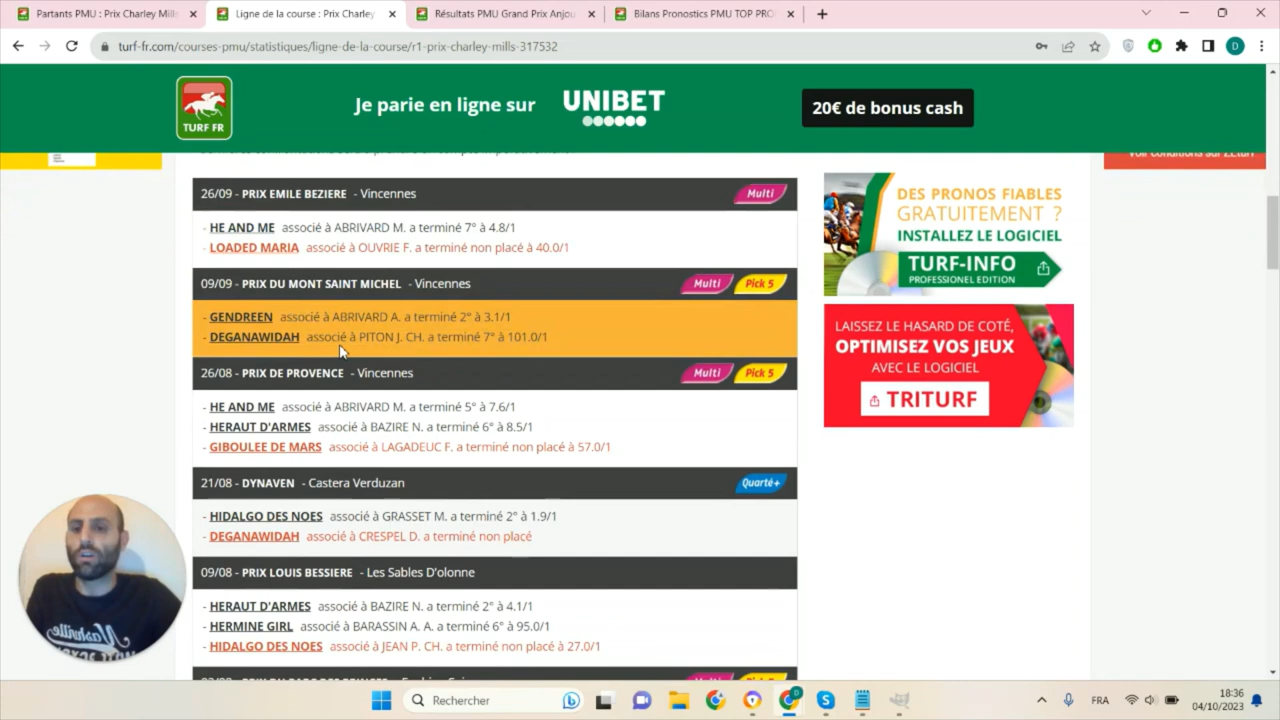 Partants PMU : Prix Charley Mills
Ligne de la course : Prix Charley
Résultats PMU Grand Prix Anjou
Bilans Pronostics PMU TOP PRO
turf-fr.com/courses-pmu/statistiques/ligne-de-la-course/r1-prix-charley-mills-317532
D
TURF FR
Je parie en ligne sur
UNIBET
20€ de bonus cash
Voir conditions sur ZEturf
26/09 - PRIX EMILE BEZIERE - Vincennes
Multi
- HE AND ME associé à ABRIVARD M. a terminé 7° à 4.8/1
- LOADED MARIA associé à OUVRIE F. a terminé non placé à 40.0/1
09/09 - PRIX DU MONT SAINT MICHEL - Vincennes
Multi Pick 5
- GENDREEN associé à ABRIVARD A. a terminé 2° à 3.1/1
- DEGANAWIDAH associé à PITON J. CH. a terminé 7° à 101.0/1
26/08 - PRIX DE PROVENCE - Vincennes
Multi Pick 5
- HE AND ME associé à ABRIVARD M. a terminé 5° à 7.6/1
- HERAUT D'ARMES associé à BAZIRE N. a terminé 6° à 8.5/1
- GIBOULEE DE MARS associé à LAGADEUC F. a terminé non placé à 57.0/1
21/08 - DYNAVEN - Castera Verduzan
Quarté+
- HIDALGO DES NOES associé à GRASSET M. a terminé 2° à 1.9/1
- DEGANAWIDAH associé à CRESPEL D. a terminé non placé
09/08 - PRIX LOUIS BESSIERE - Les Sables D'olonne
- HERAUT D'ARMES associé à BAZIRE N. a terminé 2° à 4.1/1
- HERMINE GIRL associé à BARASSIN A. A. a terminé 6° à 95.0/1
- HIDALGO DES NOES associé à JEAN P. CH. a terminé non placé à 27.0/1
DES PRONOS FIABLES
GRATUITEMENT ?
INSTALLEZ LE LOGICIEL
TURF-INFO
PROFESSIONEL EDITION
LAISSEZ LE HASARD DE COTÉ,
OPTIMISEZ VOS JEUX
AVEC LE LOGICIEL
TRITURF
Nashville
Rechercher
FRA
18:36
04/10/2023